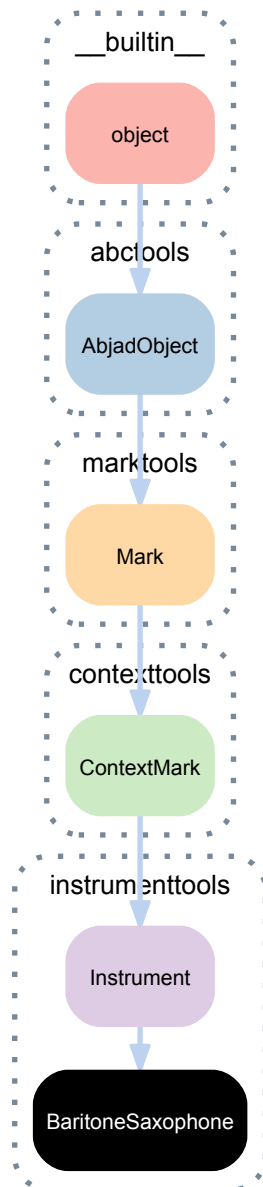 __builtin__
object
abctools
AbjadObject
marktools
Mark
contexttools
ContextMark
instrumenttools
Instrument
BaritoneSaxophone